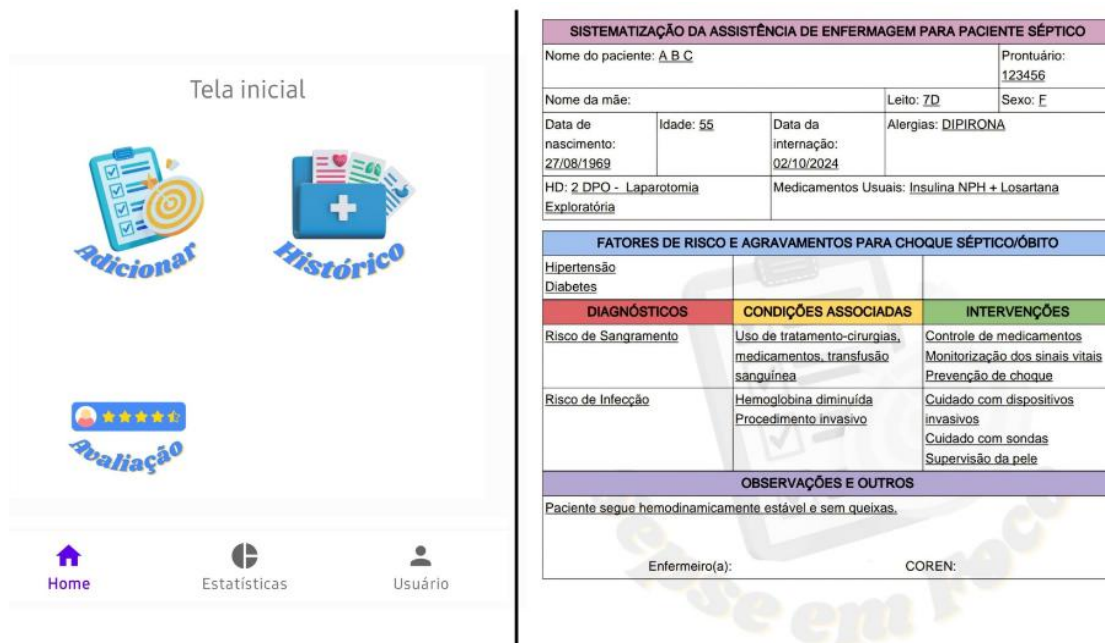 Tela inicial
Adicionar
Histórico
Avaliação
Home
Estatísticas
Usuário
SISTEMATIZAÇÃO DA ASSISTÊNCIA DE ENFERMAGEM PARA PACIENTE SÉPTICO
Nome do paciente: A B C
Prontuário:
123456
Nome da mãe:
Leito: 7D
Sexo: F
Data de
nascimento:
27/08/1969
Idade: 55
Data da
internação:
02/10/2024
Alergias: DIPIRONA
HD: 2 DPO - Laparotomia
Exploratória
Medicamentos Usuais: Insulina NPH + Losartana
FATORES DE RISCO E AGRAVAMENTOS PARA CHOQUE SÉPTICO/ÓBITO
Hipertensão
Diabetes
DIAGNÓSTICOS
CONDIÇÕES ASSOCIADAS
INTERVENÇÕES
Risco de Sangramento
Uso de tratamento-cirurgias,
medicamentos, transfusão
sanguínea
Controle de medicamentos
Monitorização dos sinais vitais
Prevenção de choque
Risco de Infecção
Hemoglobina diminuída
Procedimento invasivo
Cuidado com dispositivos
invasivos
Cuidado com sondas
Supervisão da pele
OBSERVAÇÕES E OUTROS
Paciente segue hemodinamicamente estável e sem queixas.
Enfermeiro(a):
COREN:
Sepse em Foco